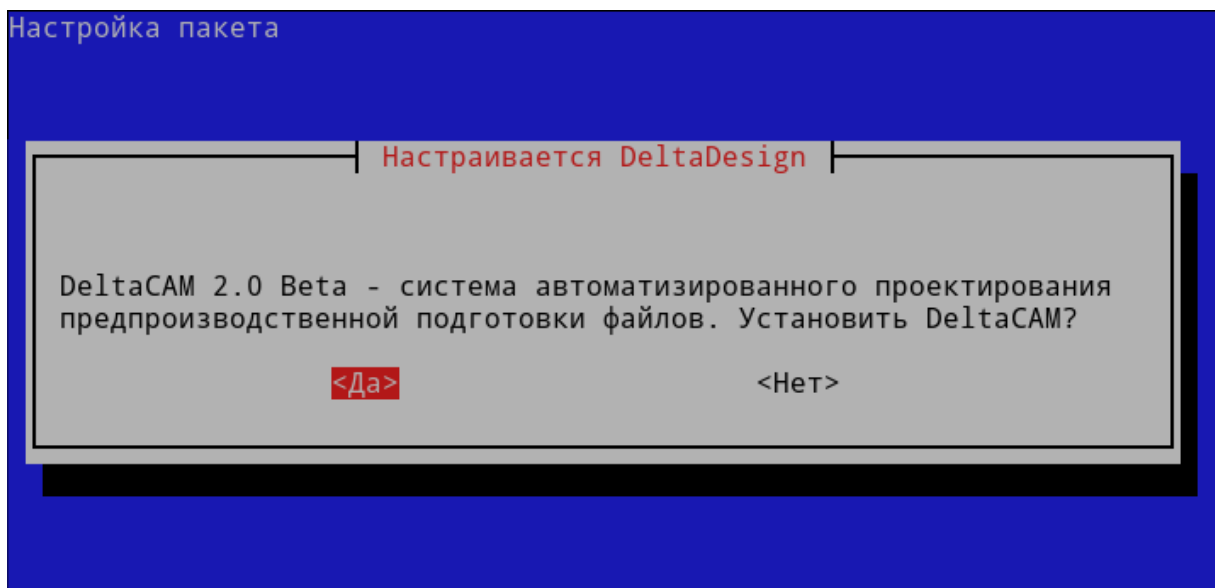 Настройка пакета
Настраивается DeltaDesign
DeltaCAM 2.0 Beta - система автоматизированного проектирования
предпроизводственной подготовки файлов. Установить DeltaCAM?
<Да> <Нет>